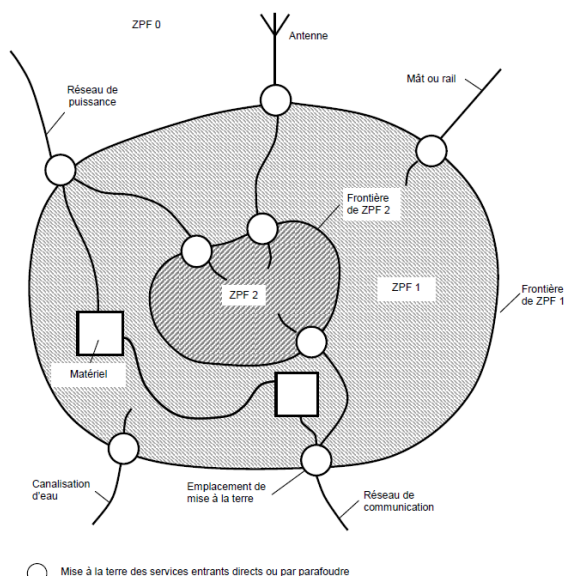 ZPF 0
Antenne
Mât ou rail
Réseau de
puissance
Frontière
de ZPF 2
ZPF 2
ZPF 1
Frontière
de ZPF 1
Matériel
Canalisation
d'eau
Emplacement de
mise à la terre
Réseau de
communication
Mise à la terre des services entrants directs ou par parafoudre